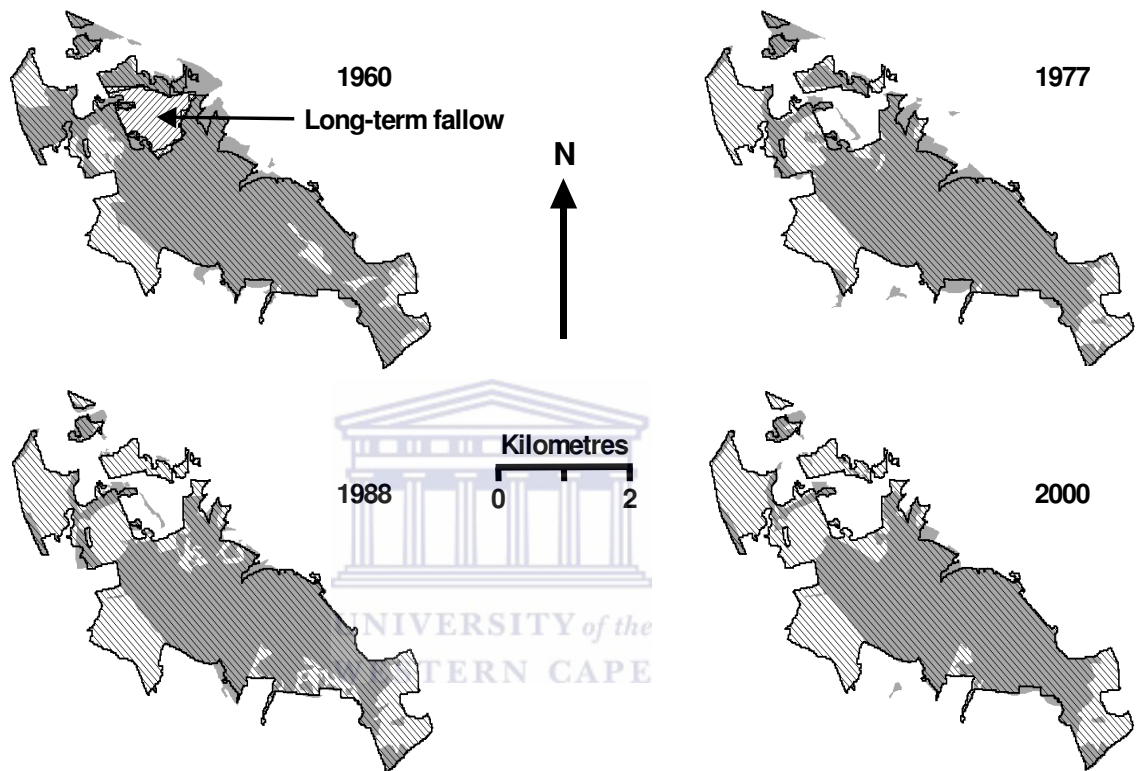 1960
1977
Long-term fallow
N
Kilometres
0 2
1988
2000
UNIVERSITY of the
WESTERN CAPE